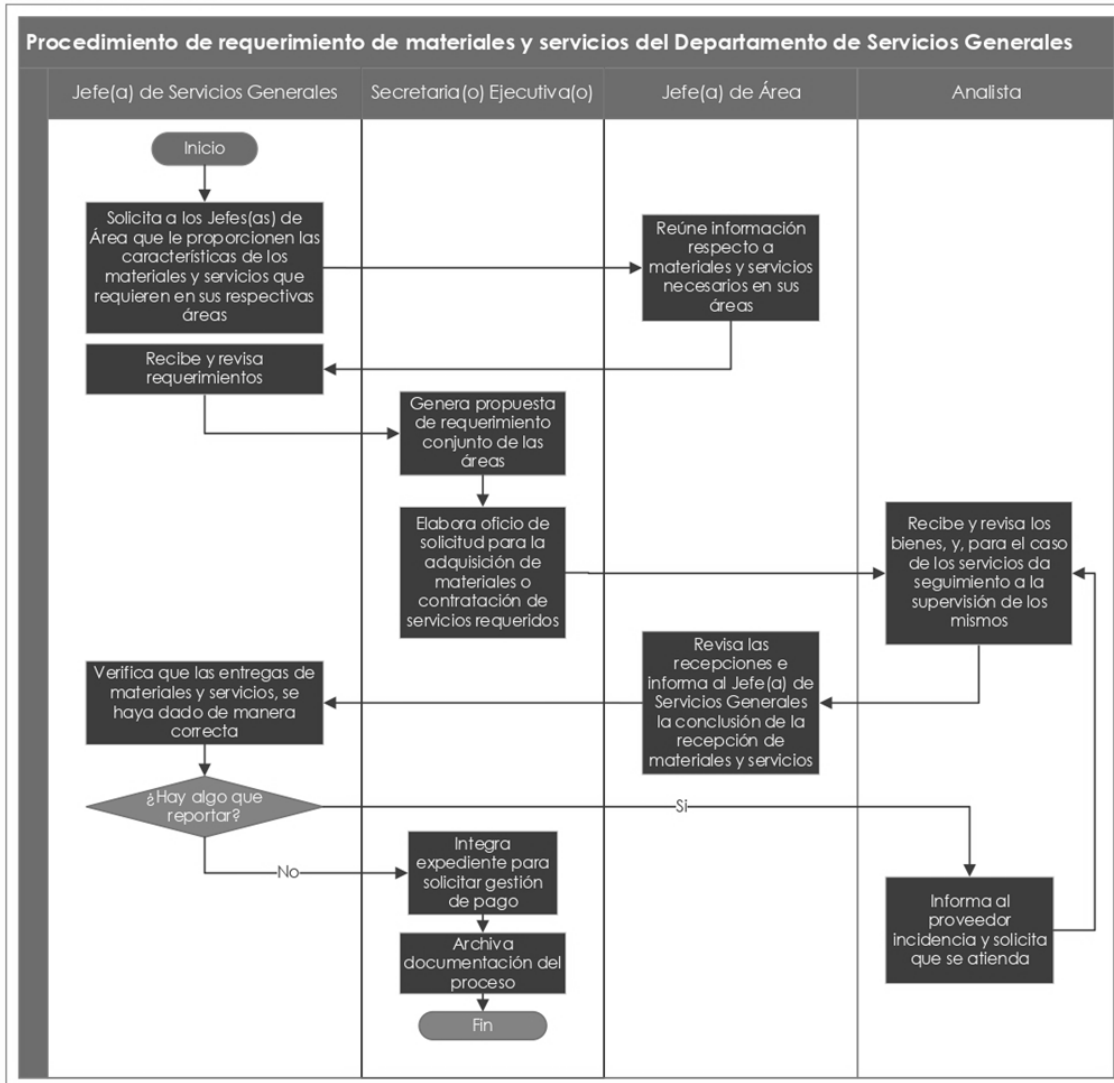 Procedimiento de requerimiento de materiales y servicios del Departamento de Servicios Generales
Jefe(a) de Servicios Generales
Secretaria(o) Ejecutiva(o)
Jefe(a) de Área
Analista
Inicio
Solicita a los Jefes(as) de
Área que le proporcionen las
características de los
materiales y servicios que
requieren en sus respectivas
áreas
Reúne información
respecto a
materiales y servicios
necesarios en sus
áreas
Recibe y revisa
requerimientos
Genera propuesta
de requerimiento
conjunto de las
áreas
Elabora oficio de
solicitud para la
adquisición de
materiales o
contratación de
servicios requeridos
Recibe y revisa los
bienes, y, para el caso
de los servicios da
seguimiento a la
supervisión de los
mismos
Revisa las
recepciones e
informa al Jefe(a) de
Servicios Generales
la conclusión de la
recepción de
materiales y servicios
Verifica que las entregas de
materiales y servicios, se
haya dado de manera
correcta
¿Hay algo que
reportar?
Si
No
Integra
expediente para
solicitar gestión
de pago
Informa al
proveedor
incidencia y solicita
que se atienda
Archiva
documentación del
proceso
Fin